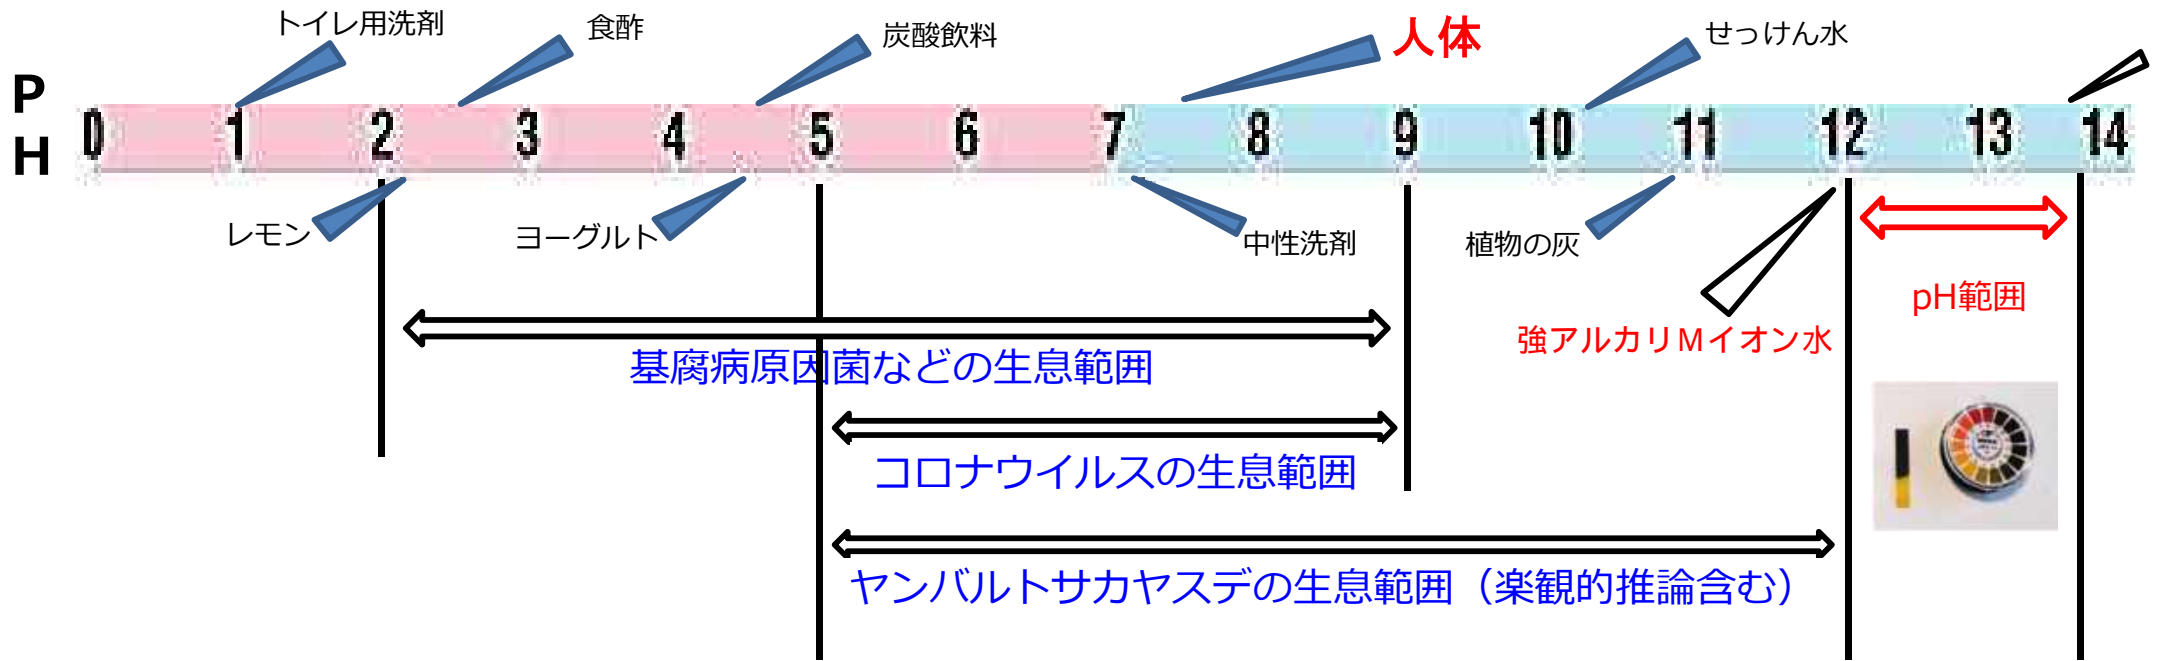 トイレ用洗剤
食酢
炭酸飲料
人体
せっけん水
P
H
0 1 2 3 4 5 6 7 8 9 10 11 12 13 14
レモン
ヨーグルト
中性洗剤
植物の灰
pH範囲
強アルカリMイオン水
基腐病原因菌などの生息範囲
コロナウイルスの生息範囲
ヤンバルトサカヤスデの生息範囲（楽観的推論含む）